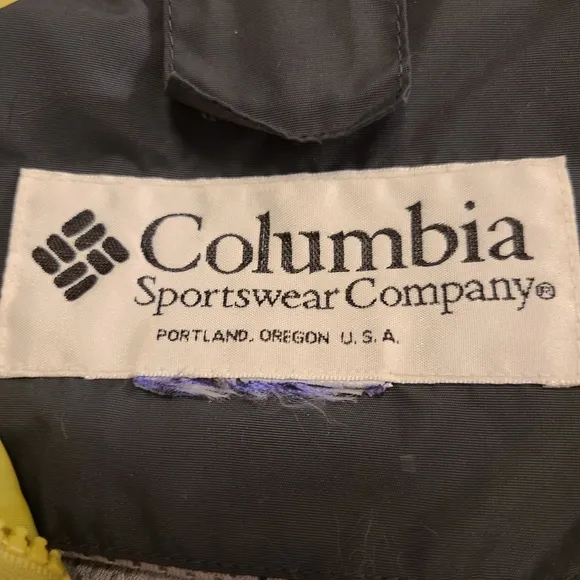 Columbia
Sportswear Company®
PORTLAND, OREGON U.S.A.